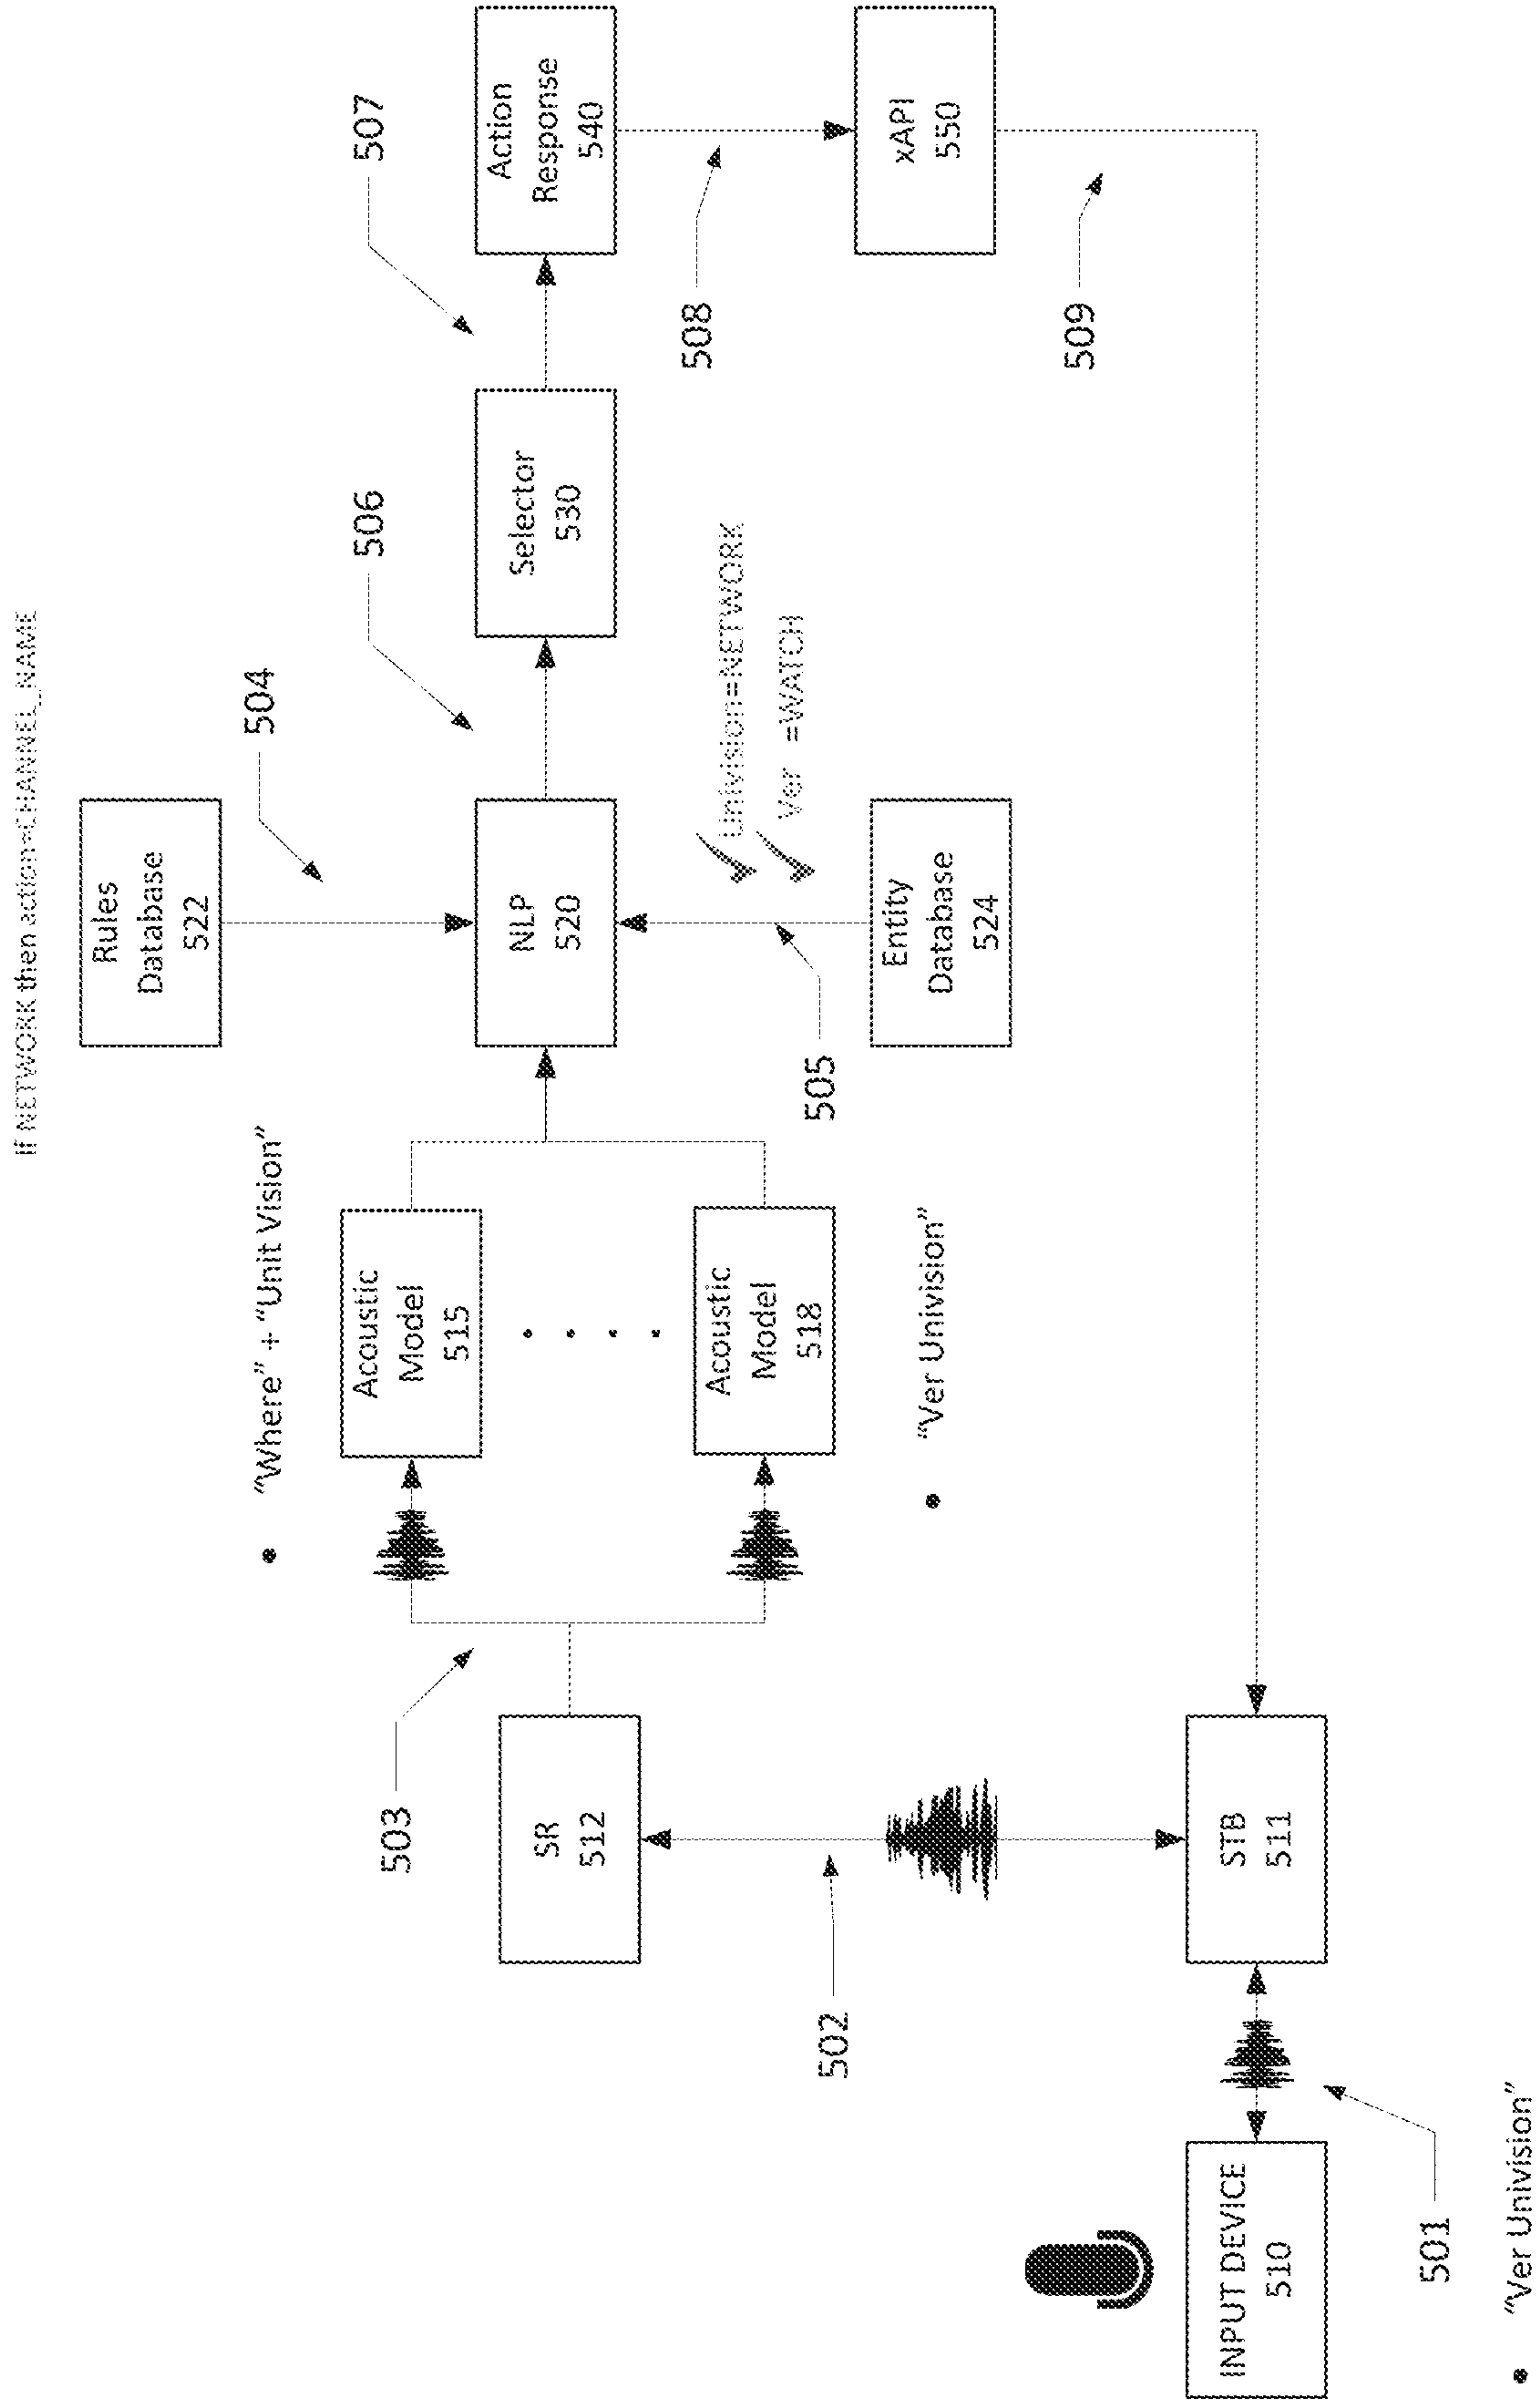 If NETWORK then action=CHANNEL_NAME
Rules
Database
522
504
506
507
• "Where" + "Unit Vision"
503
SR
512
Acoustic
Model
515
Acoustic
Model
518
• "Ver Univision"
NLP
520
Selector
530
Action
Response
540
508
505
Univision=NETWORK
Ver =WATCH
Entity
Database
524
xAPI
550
509
502
INPUT DEVICE
510
STB
511
501
• "Ver Univision"